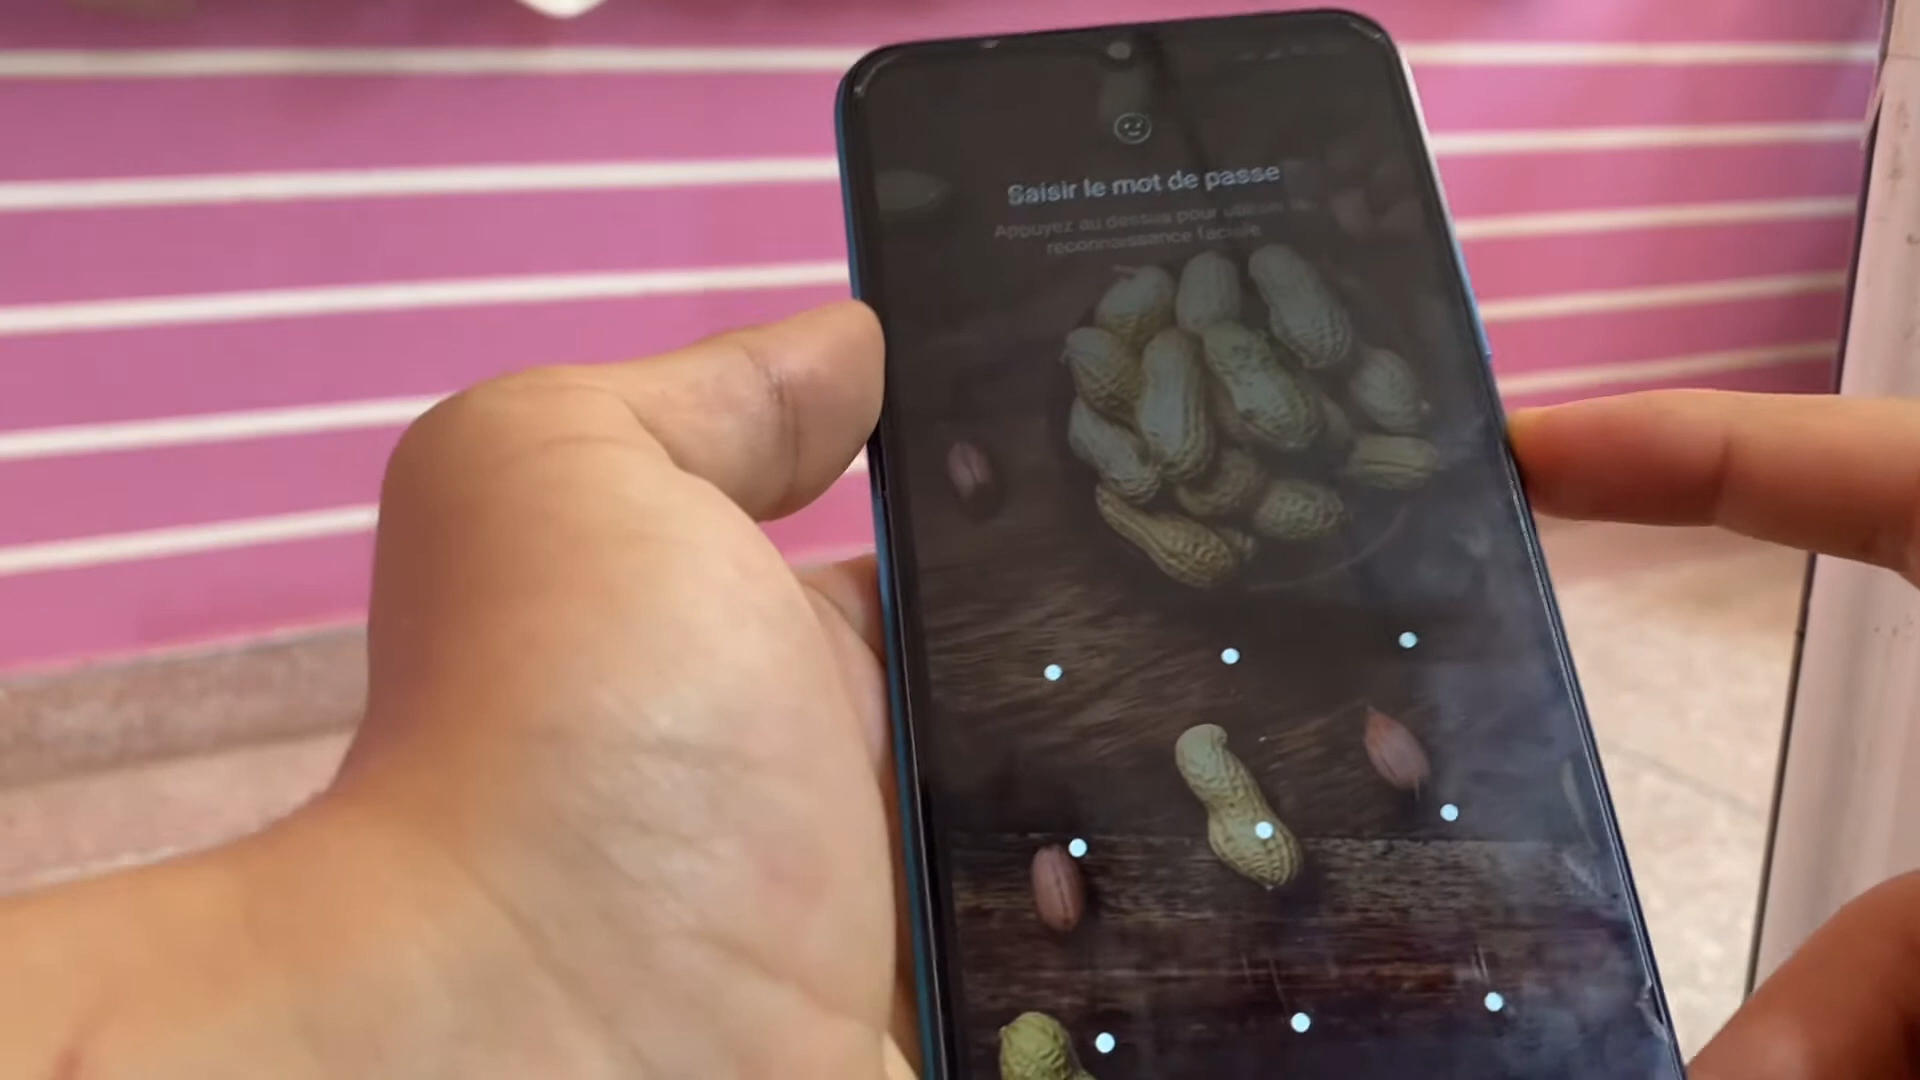 Saisir le mot de passe
Appuyez au dessus pour utiliser la
reconnaissance faciale